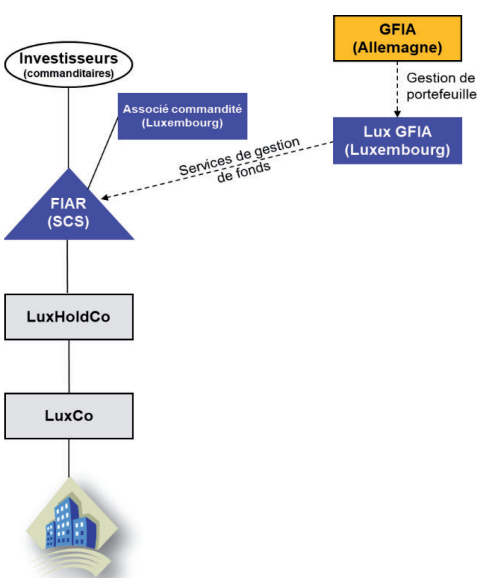 GFIA
(Allemagne)
Investisseurs
(commanditaires)
Gestion de
portefeuille
Associé commandité
(Luxembourg)
Lux GFIA
(Luxembourg)
Services de gestion
de fonds
FIAR
(SCS)
LuxHoldCo
LuxCo